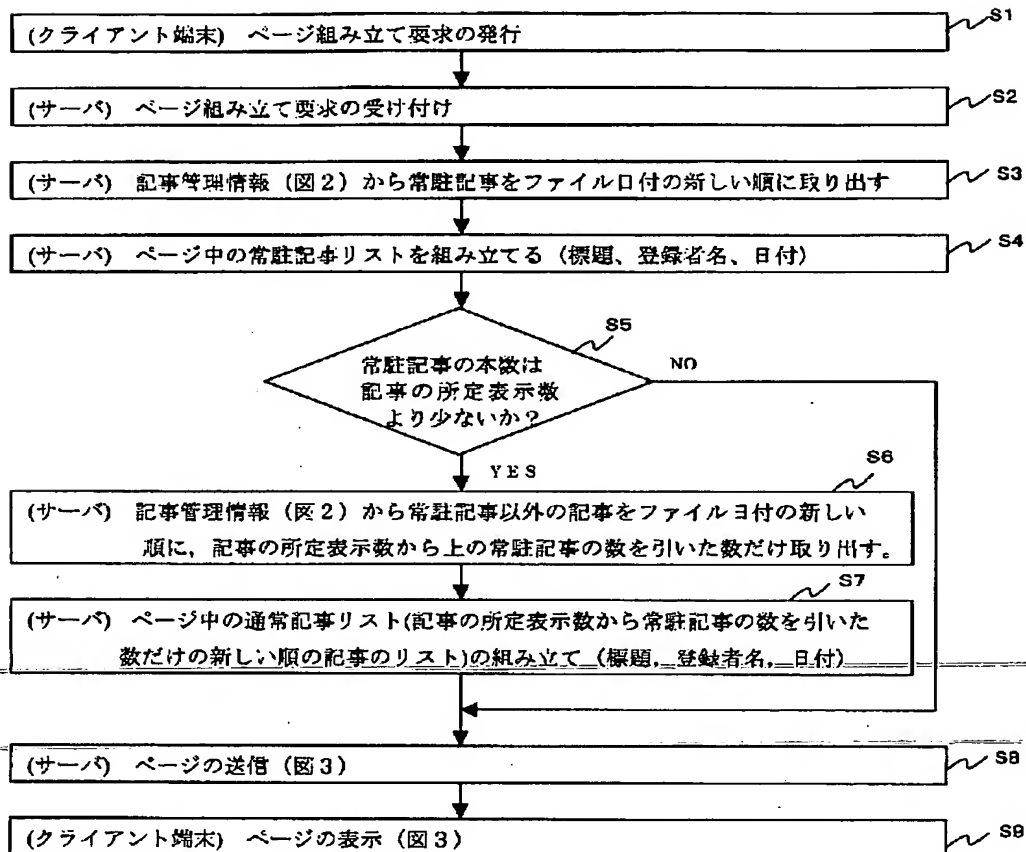 (クライアント端末) ページ組み立て要求の発行
S1
(サーバ) ページ組み立て要求の受け付け
S2
(サーバ) 記事管理情報(図2)から常駐記事をファイル日付の新しい順に取り出す
S3
(サーバ) ページ中の常駐記事リストを組み立てる(標題、登録者名、日付)
S4
S5
常駐記事の本数は
記事の所定表示数
より少ないか?
NO
YES
S6
(サーバ) 記事管理情報(図2)から常駐記事以外の記事をファイル日付の新しい
順に, 記事の所定表示数から上の常駐記事の数を引いた数だけ取り出す。
S7
(サーバ) ページ中の通常記事リスト(記事の所定表示数から常駐記事の数を引いた
数だけの新しい順の記事のリスト)の組み立て(標題, 登録者名, 日付)
(サーバ) ページの送信(図3)
S8
(クライアント端末) ページの表示(図3)
S9